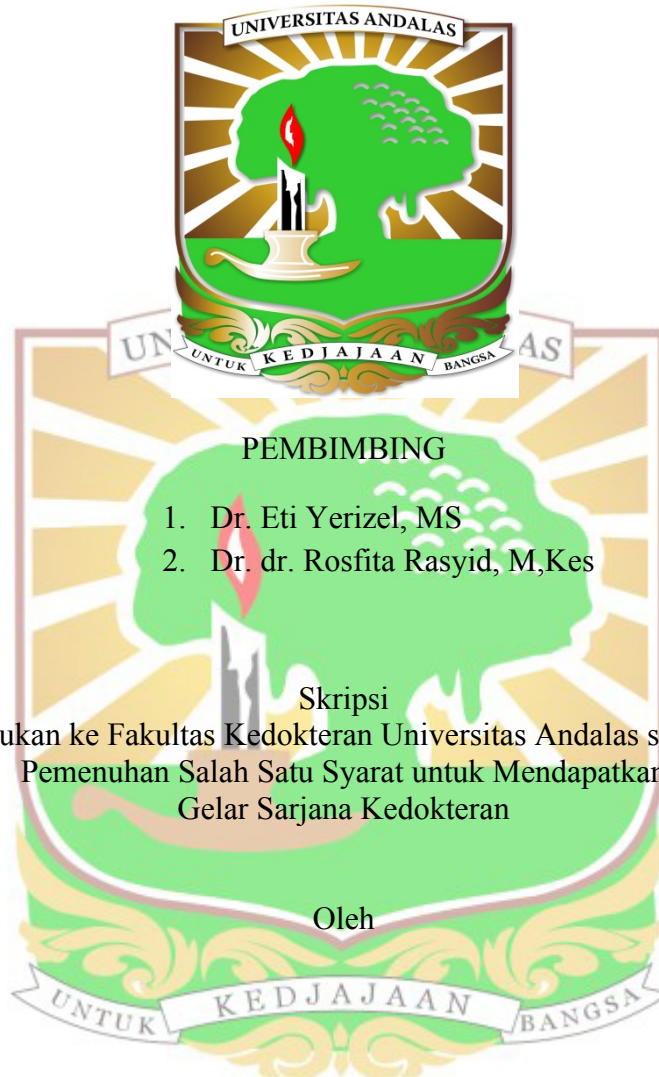 UNIVERSITAS ANDALAS
UNTUK KEDJAJAAN BANGSA
PEMBIMBING
1. Dr. Eti Yerizel, MS
2. Dr. dr. Rosfita Rasyid, M,Kes
Skripsi
ukan ke Fakultas Kedokteran Universitas Andalas s
Pemenuhan Salah Satu Syarat untuk Mendapatkan
Gelar Sarjana Kedokteran
Oleh
UNTUK KEDJAJAAN BANGSA